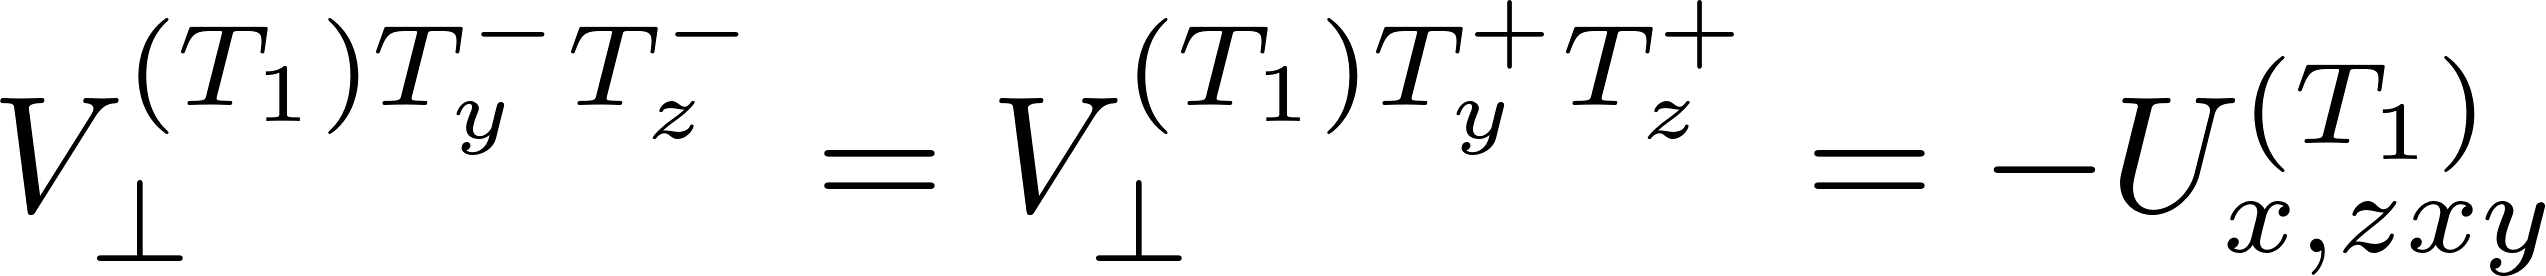 $V_{\perp}^{(T_1)T_y^-T_z^-} = V_{\perp}^{(T_1)T_y^+T_z^+} = -U_{x,zxy}^{(T_1)}$